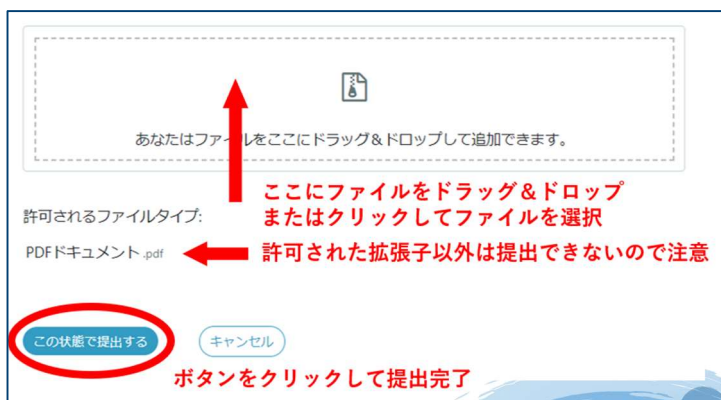 あなたはファイルをここにドラッグ&ドロップして追加できます。
ここにファイルをドラッグ&ドロップ
またはクリックしてファイルを選択
許可されるファイルタイプ:
PDFドキュメント .pdf
許可された拡張子以外は提出できないので注意
この状態で提出する
キャンセル
ボタンをクリックして提出完了